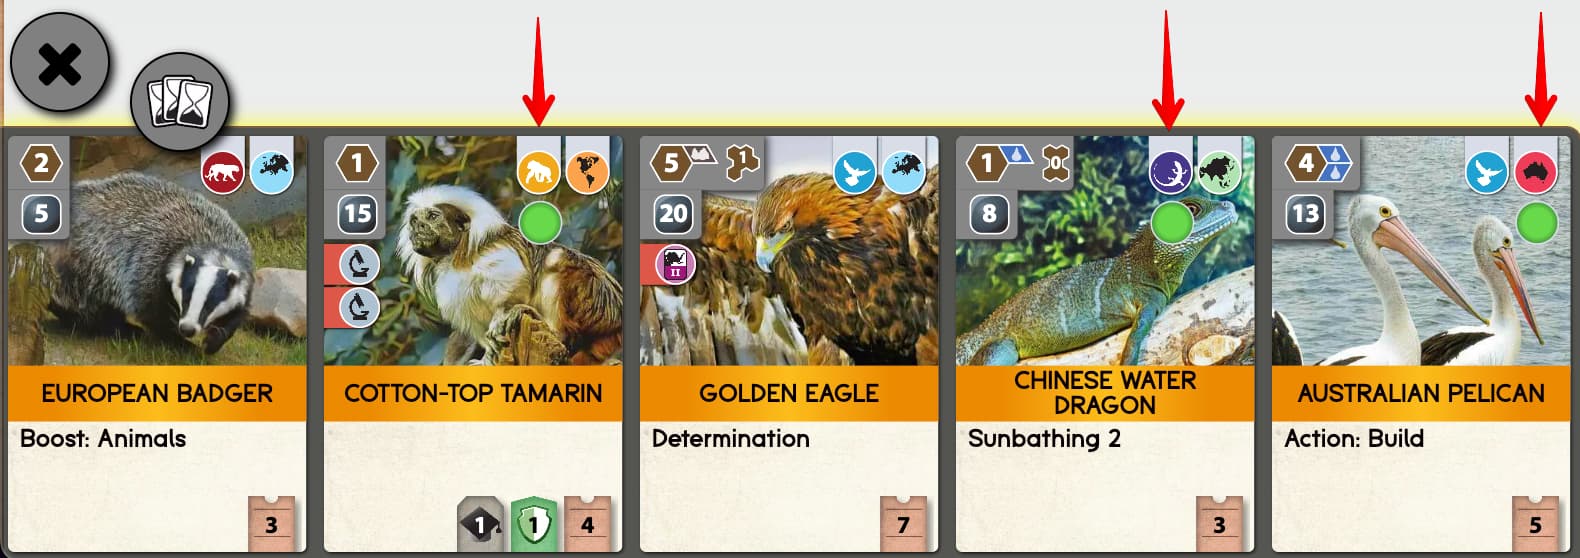 2
5
EUROPEAN BADGER
Boost: Animals
3
1
15
COTTON-TOP TAMARIN
1
1
4
5
1
20
II
GOLDEN EAGLE
Determination
7
1
0
8
CHINESE WATER
DRAGON
Sunbathing 2
3
4
13
AUSTRALIAN PELICAN
Action: Build
5